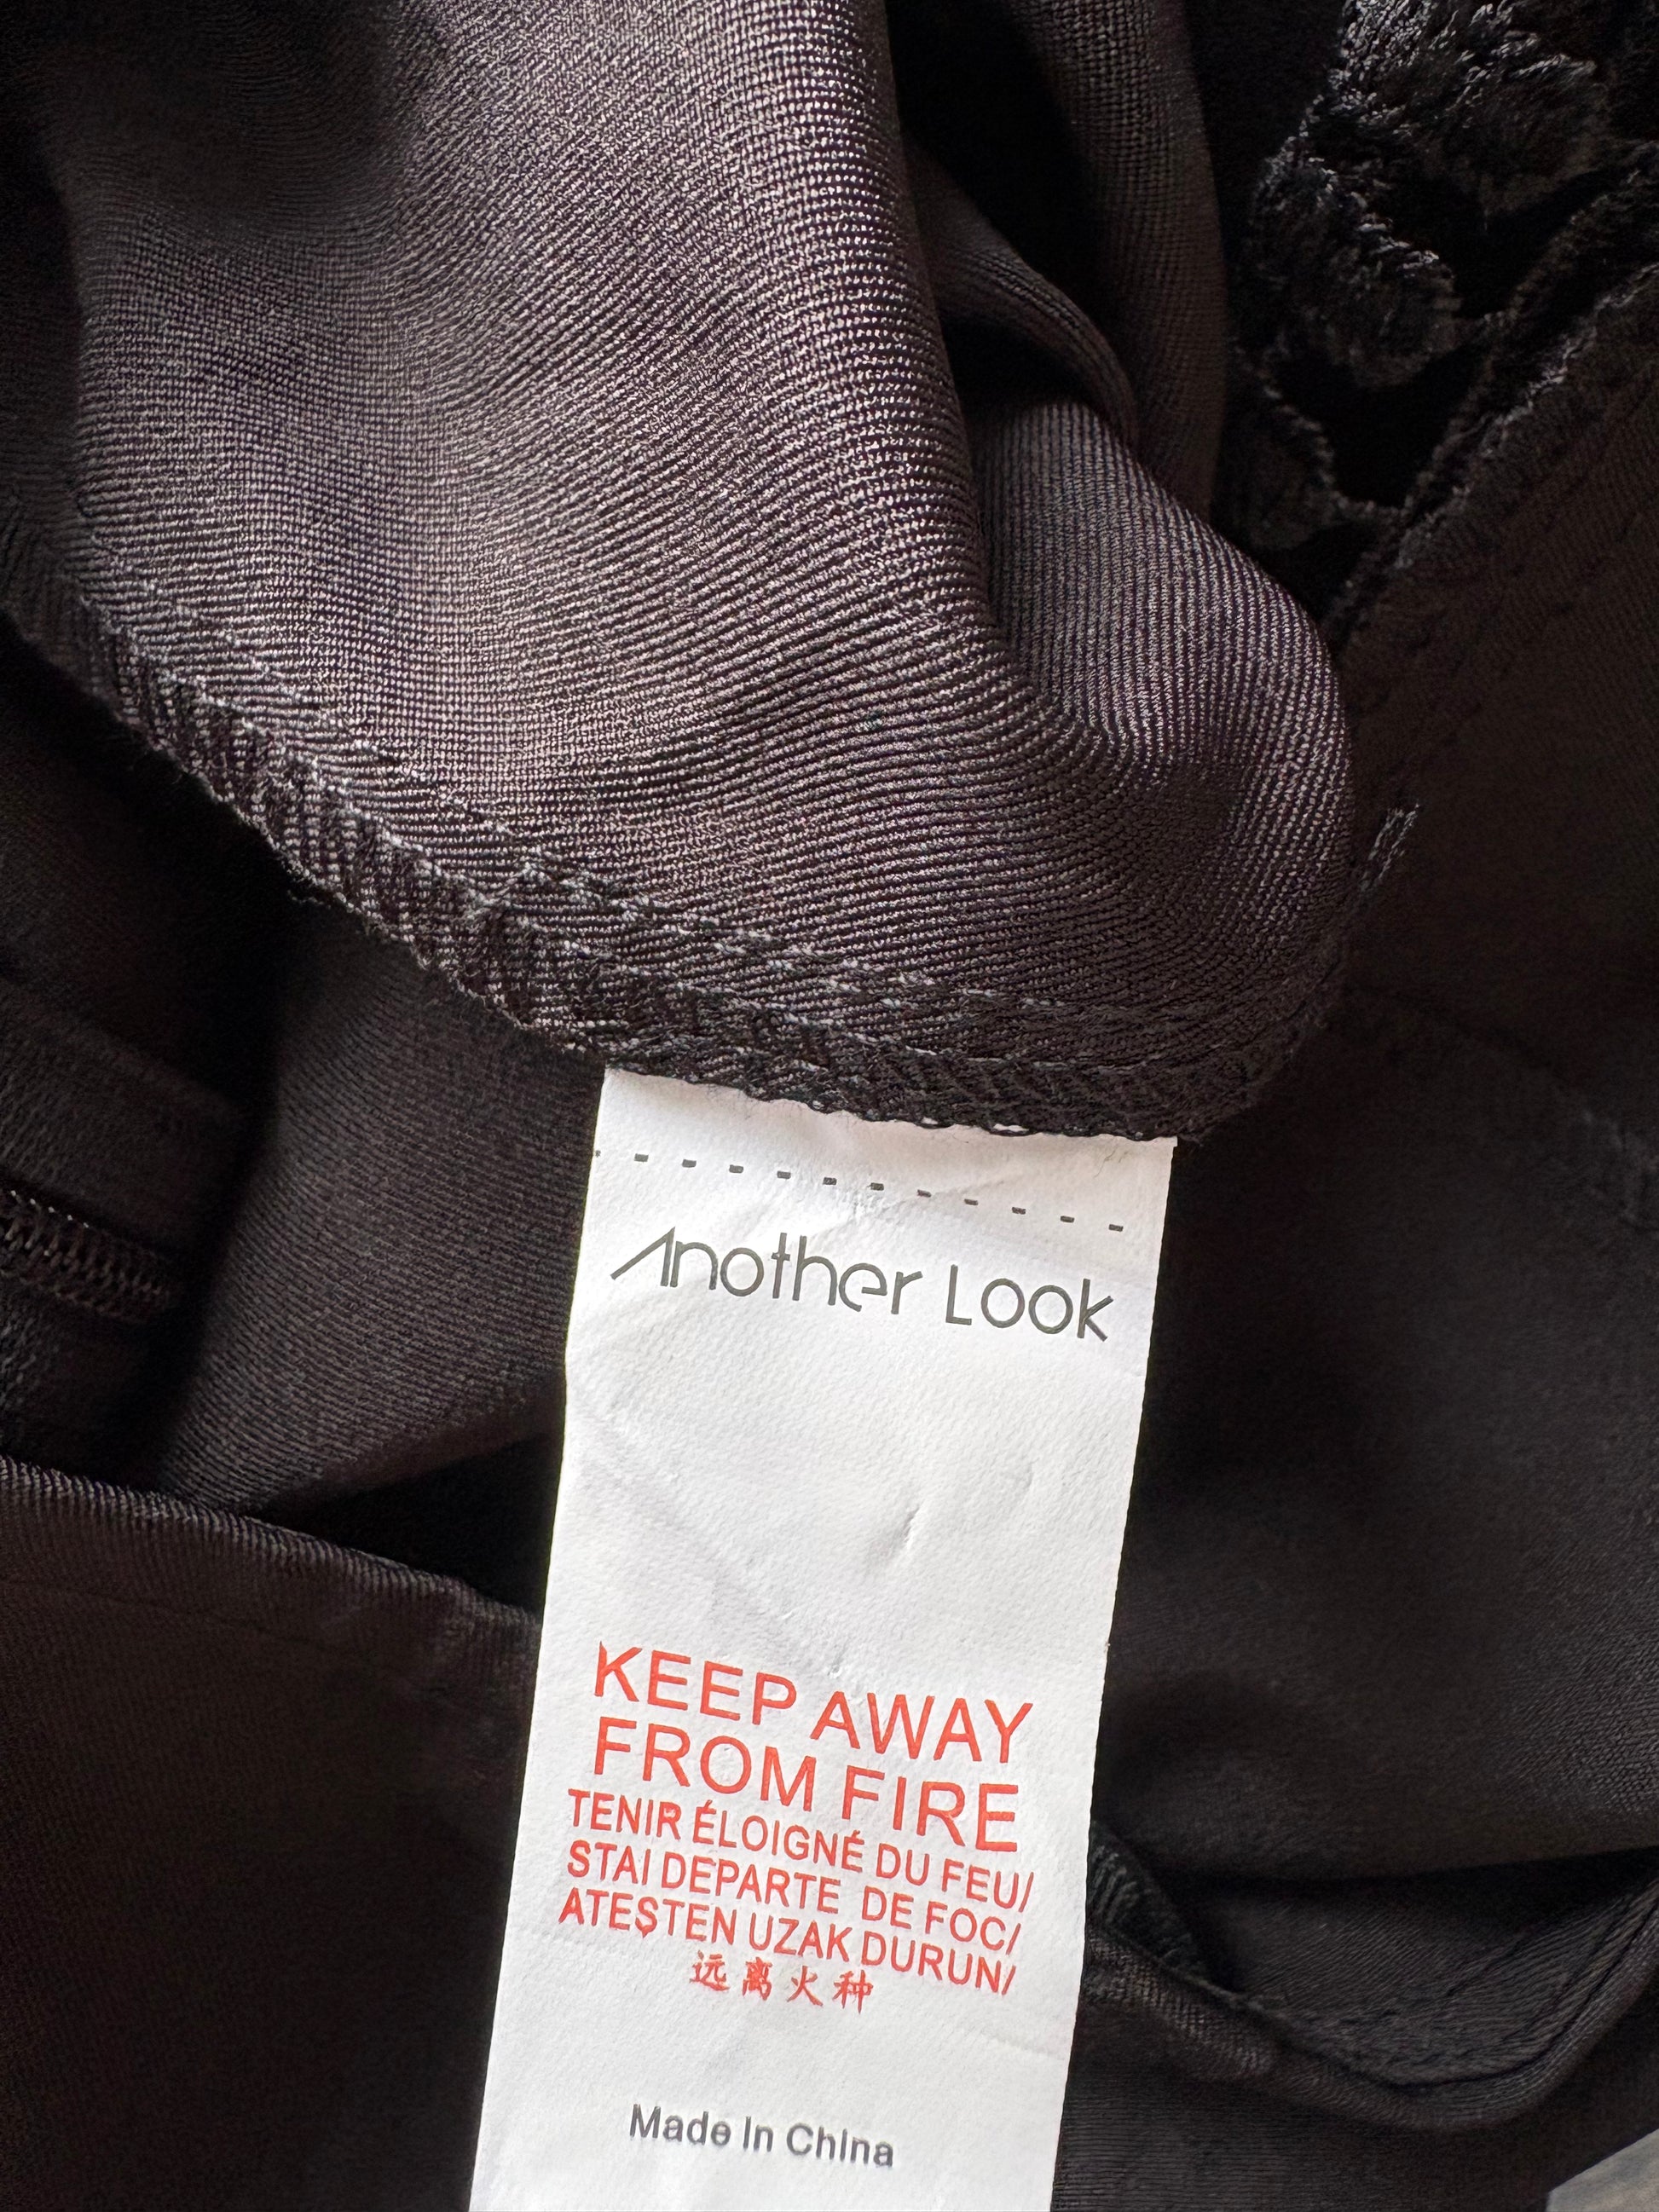 Another Look
KEEP AWAY
FROM FIRE
TENIR ÉLOIGNÉ DU FEU/
STAI DEPARTE DE FOC/
ATEŞTEN UZAK DURUN/
远离火种
Made In China